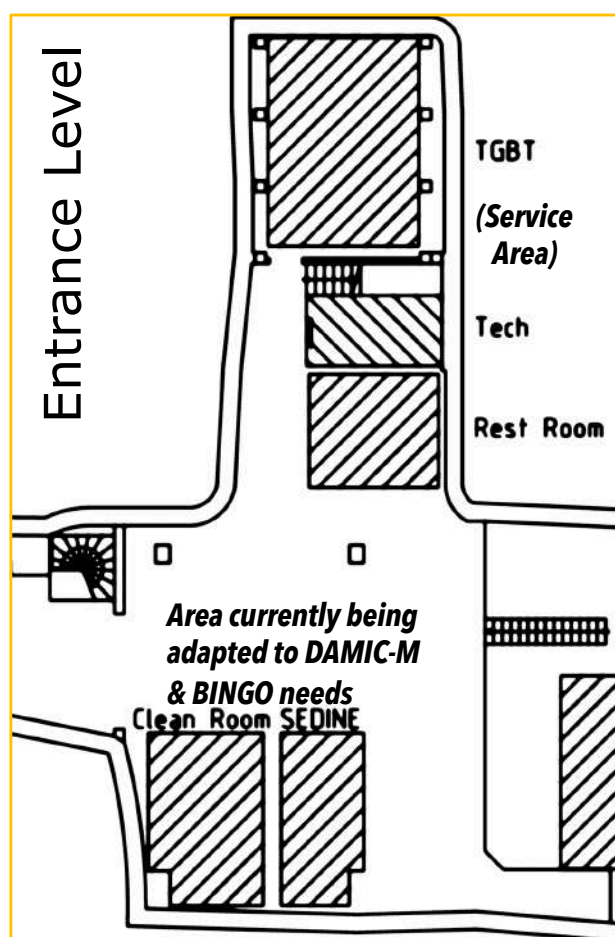 Entrance Level
TGBT
(Service
Area)
Tech
Rest Room
Area currently being
adapted to DAMIC-M
& BINGO needs
Clean Room SEDINE